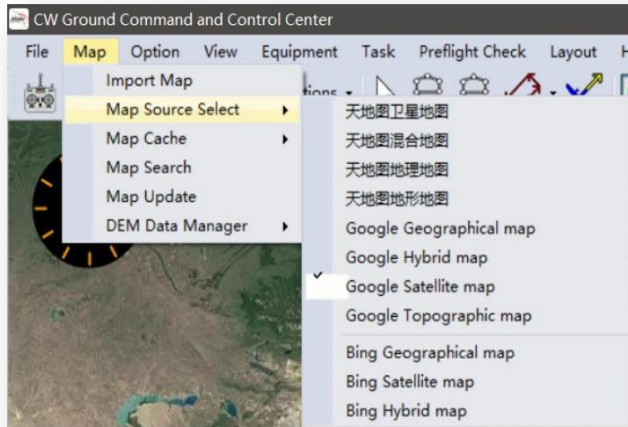 CW Ground Command and Control Center
File Map Option View Equipment Task Preflight Check Layout
Import Map
Map Source Select
Map Cache
Map Search
Map Update
DEM Data Manager
天地图卫星地图
天地图混合地图
天地图地理地图
天地图地形地图
Google Geographical map
Google Hybrid map
Google Satellite map
Google Topographic map
Bing Geographical map
Bing Satellite map
Bing Hybrid map